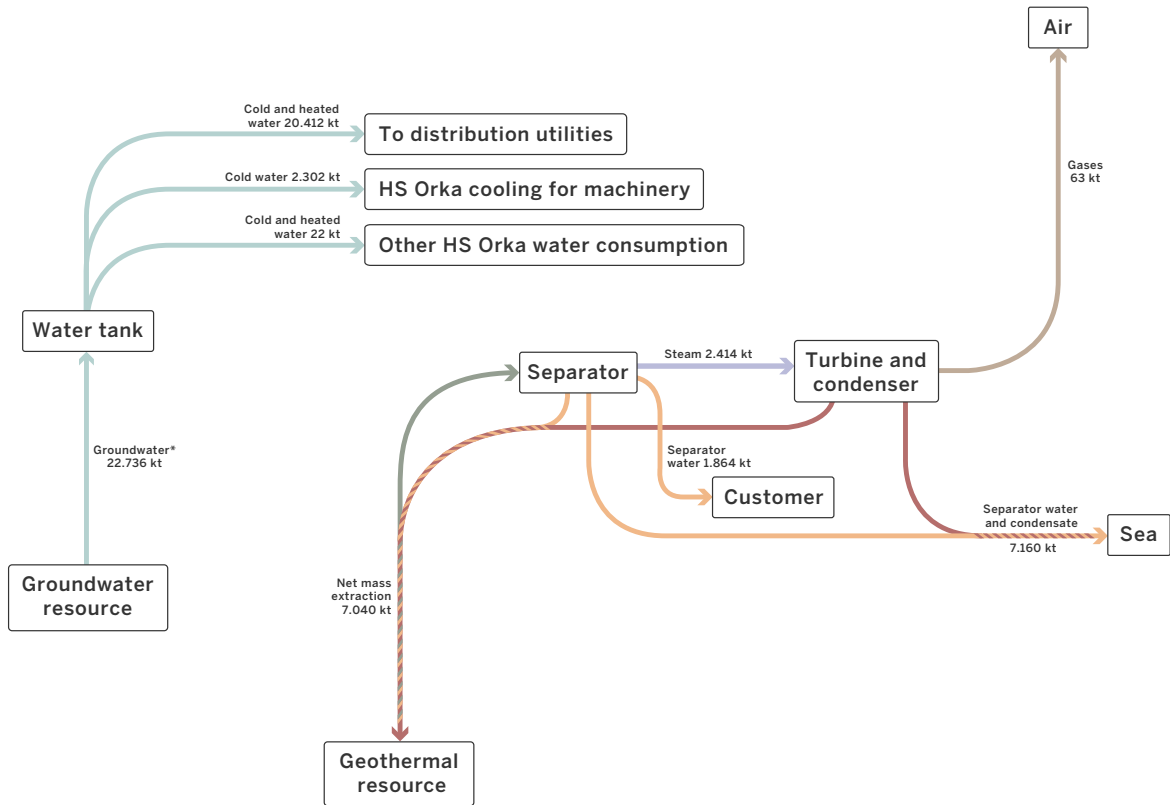 Air
Cold and heated
water 20.412 kt
To distribution utilities
Gases
63 kt
Cold water 2.302 kt
HS Orka cooling for machinery
Cold and heated
water 22 kt
Other HS Orka water consumption
Water tank
Separator
Steam 2.414 kt
Turbine and
condenser
Groundwater*
22.736 kt
Separator
water 1.864 kt
Customer
Separator water
and condensate
7.160 kt
Sea
Groundwater
resource
Net mass
extraction
7.040 kt
Geothermal
resource